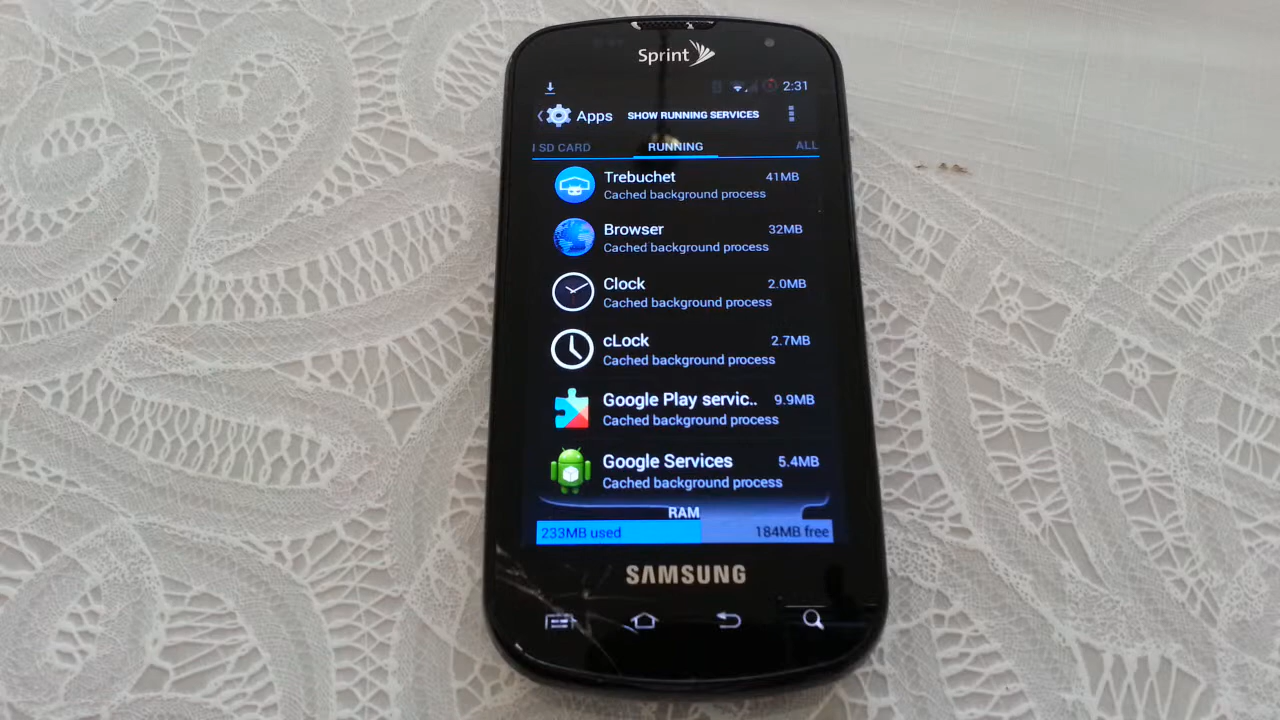 Sprint
2:31
Apps SHOW RUNNING SERVICES
SD CARD RUNNING ALL
Trebuchet 41MB
Cached background process
Browser 32MB
Cached background process
Clock 2.0MB
Cached background process
cLock 2.7MB
Cached background process
Google Play servic.. 9.9MB
Cached background process
Google Services 5.4MB
Cached background process
RAM
233MB used 184MB free
SAMSUNG